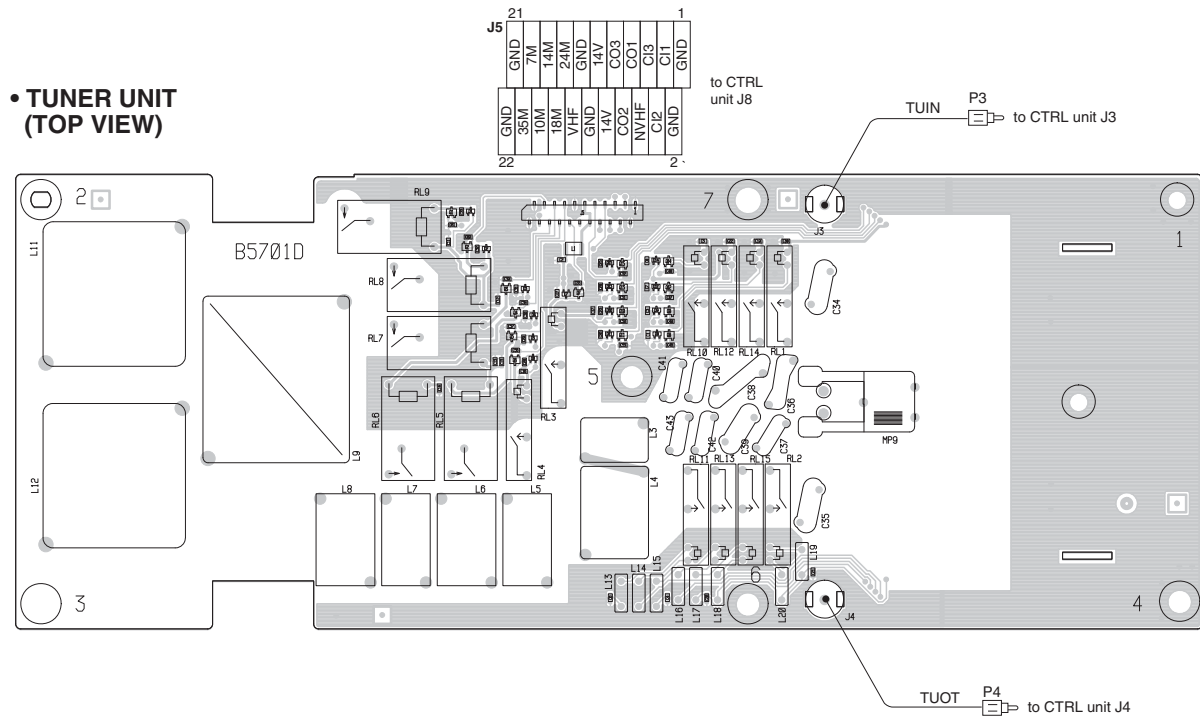 21 1
J5
GND 7M 14M 24M GND 14V CO3 CO1 CI3 CI1 GND
GND 35M 10M 18M VHF GND 14V CO2 NVHF CI2 GND
22 2
to CTRL
unit J8
• TUNER UNIT
(TOP VIEW)
TUIN
P3
to CTRL unit J3
2
RL9
7
J3
1
L11
B5701D
RL8
RL7
C34
RL10 RL12 RL14 RL1
5
C41
C40
C38
C36
RL6
RL5
RL3
RL4
L9
L3
C43
C42
C39
C37
MP9
L12
RL11 RL13 RL15 RL2
L4
L8 L7 L6 L5
C35
L19
3
L13
L14
L15
L16
L17
L18
6
L20
J4
4
TUOT
P4
to CTRL unit J4